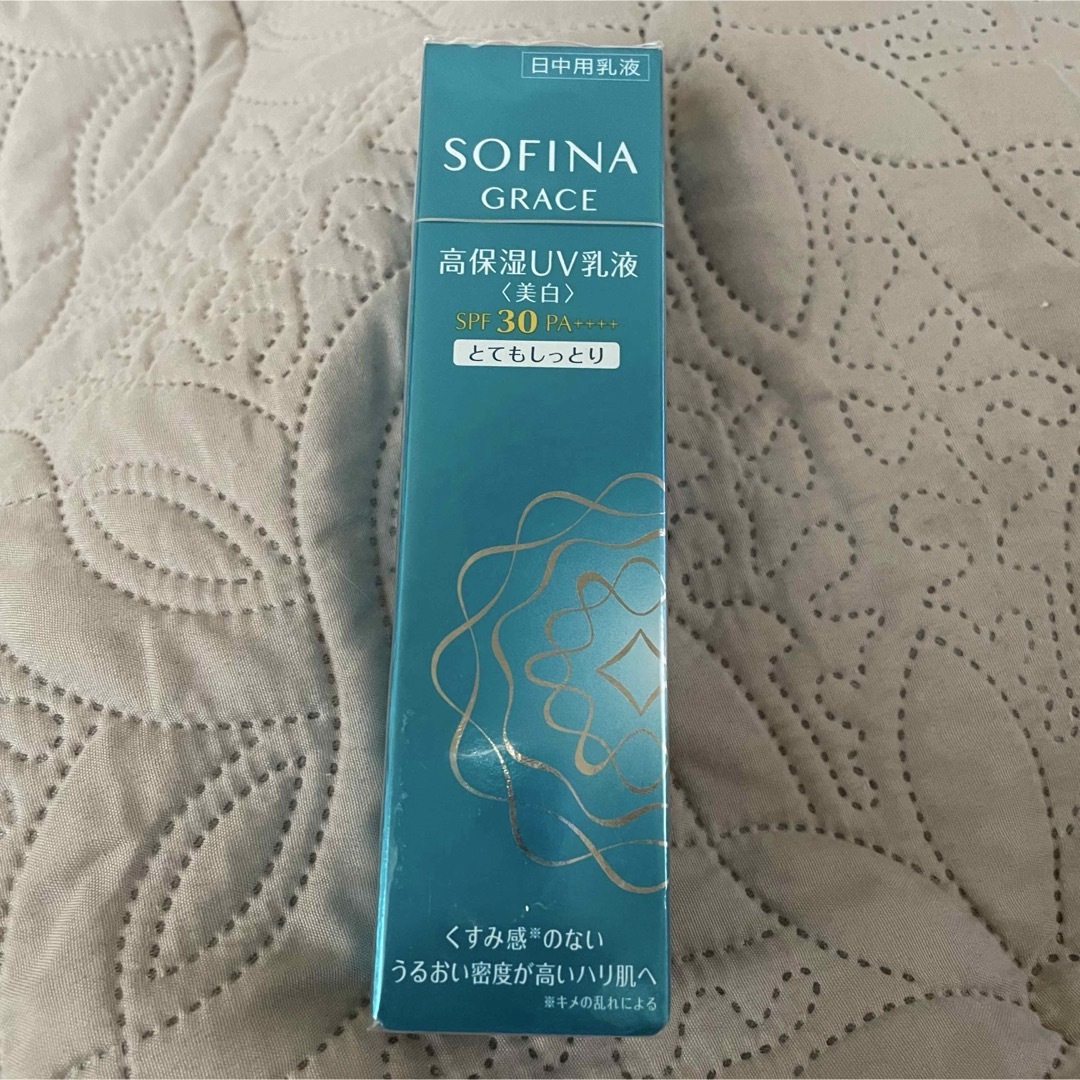 日中用乳液
SOFINA
GRACE
高保湿UV乳液
〈美白〉
SPF 30 PA++++
とてもしっとり
くすみ感※のない
うるおい密度が高いハリ肌へ
※キメの乱れによる